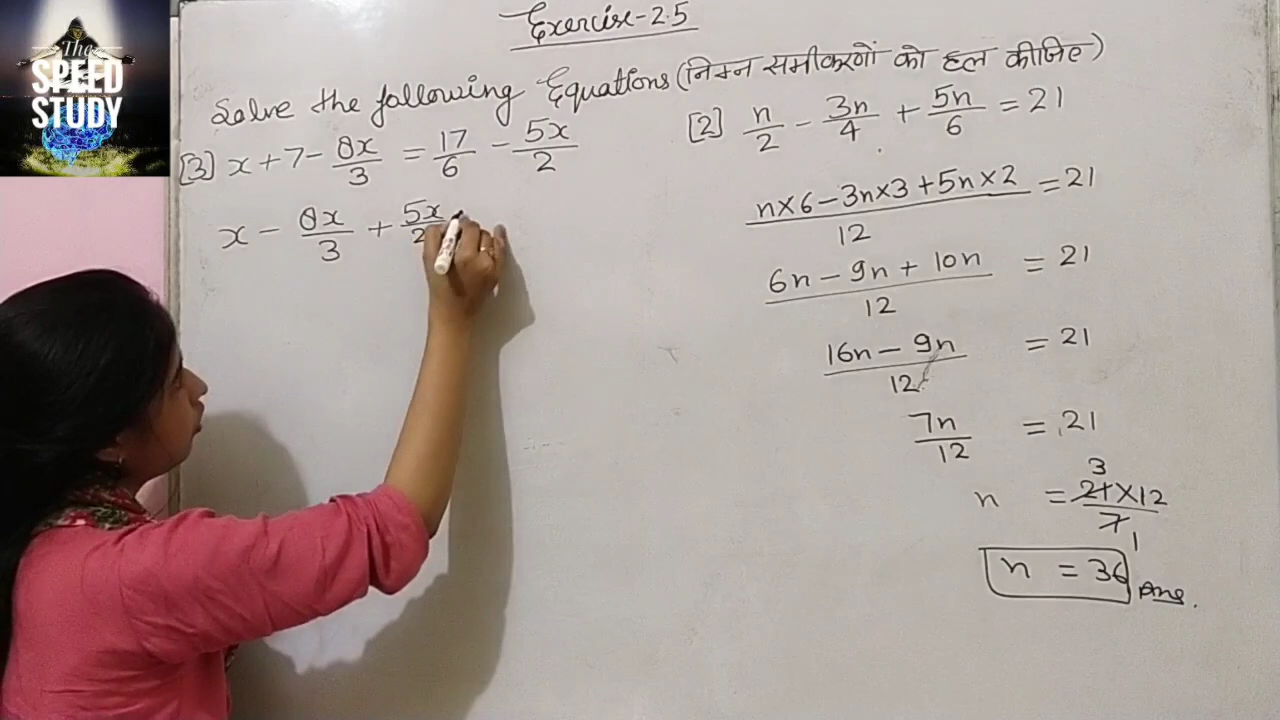 The
SPEED
STUDY
Exercise-2.5
Solve the following Equations (निम्न समीकरणों को हल कीजिए)
[3] x + 7 - 8x/3 = 17/6 - 5x/2
x - 8x/3 + 5x/2
[2] n/2 - 3n/4 + 5n/6 = 21
n×6 - 3n×3 + 5n×2 / 12 = 21
6n - 9n + 10n / 12 = 21
16n - 9n / 12 = 21
7n / 12 = 21
3
n = 21×12 / 7
1
n = 36 Ans.